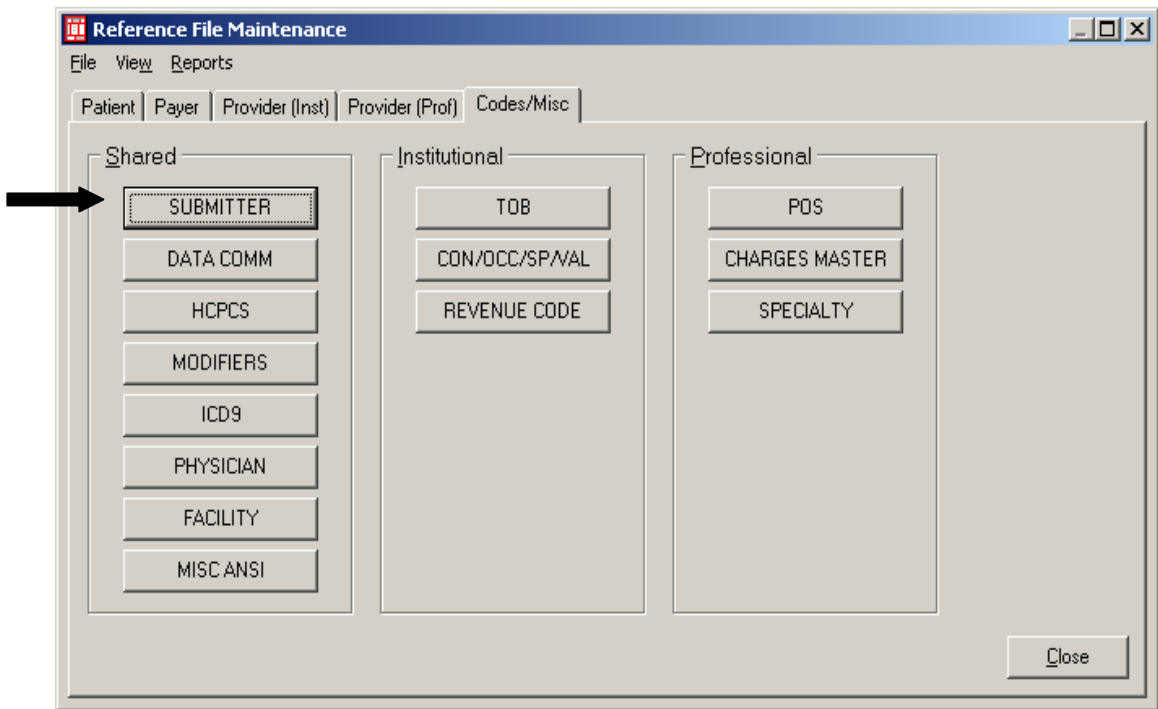 Reference File Maintenance
File View Reports
Patient Payer Provider (Inst) Provider (Prof) Codes/Misc
Shared
SUBMITTER
DATA COMM
HCPCS
MODIFIERS
ICD9
PHYSICIAN
FACILITY
MISC ANSI
Institutional
TOB
CON/OCC/SP/VAL
REVENUE CODE
Professional
POS
CHARGES MASTER
SPECIALTY
Close